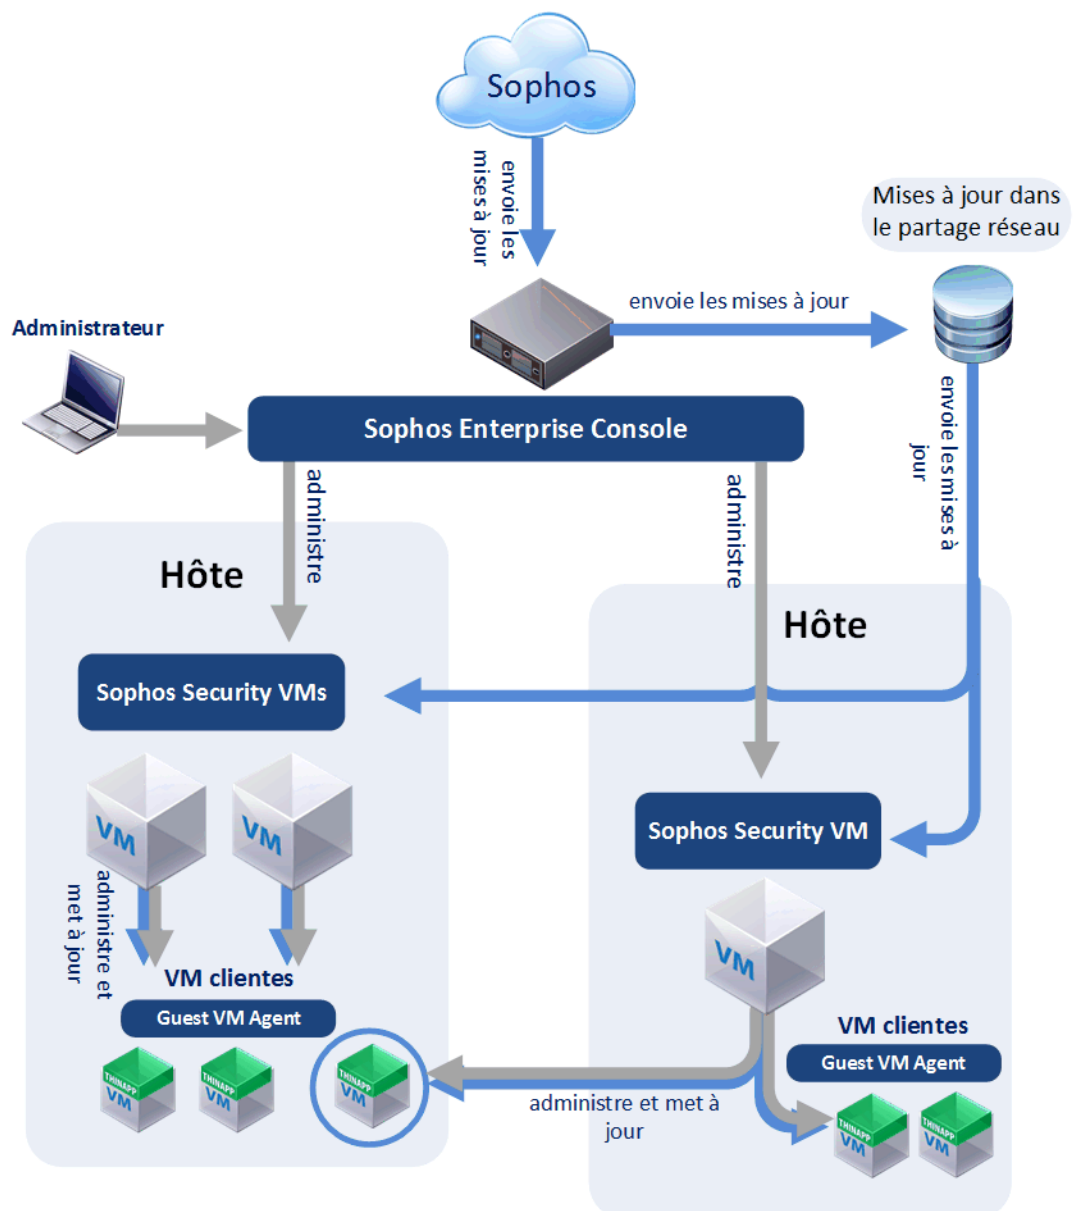 Sophos
envoie les
mises à jour
Mises à jour dans
le partage réseau
envoie les mises à jour
Administrateur
Sophos Enterprise Console
envoie les mises à
jour
administre
administre
Hôte
Hôte
Sophos Security VMs
VM
VM
Sophos Security VM
VM
administre et
met à jour
VM clientes
Guest VM Agent
THINAPP
VM
THINAPP
VM
THINAPP
VM
administre et met à
jour
VM clientes
Guest VM Agent
THINAPP
VM
THINAPP
VM